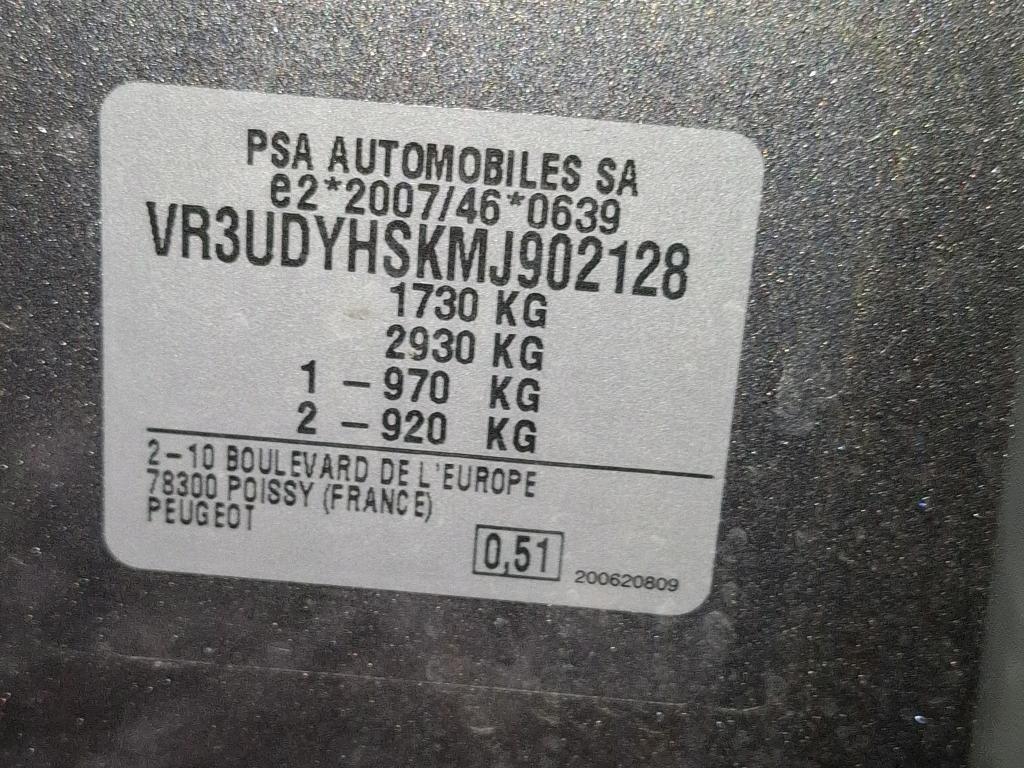 PSA AUTOMOBILES SA
e2*2007/46*0639
VR3UDYHSKMJ902128
1730 KG
2930 KG
1 - 970 KG
2 - 920 KG
2-10 BOULEVARD DE L'EUROPE
78300 POISSY (FRANCE)
PEUGEOT
0,51
200620809